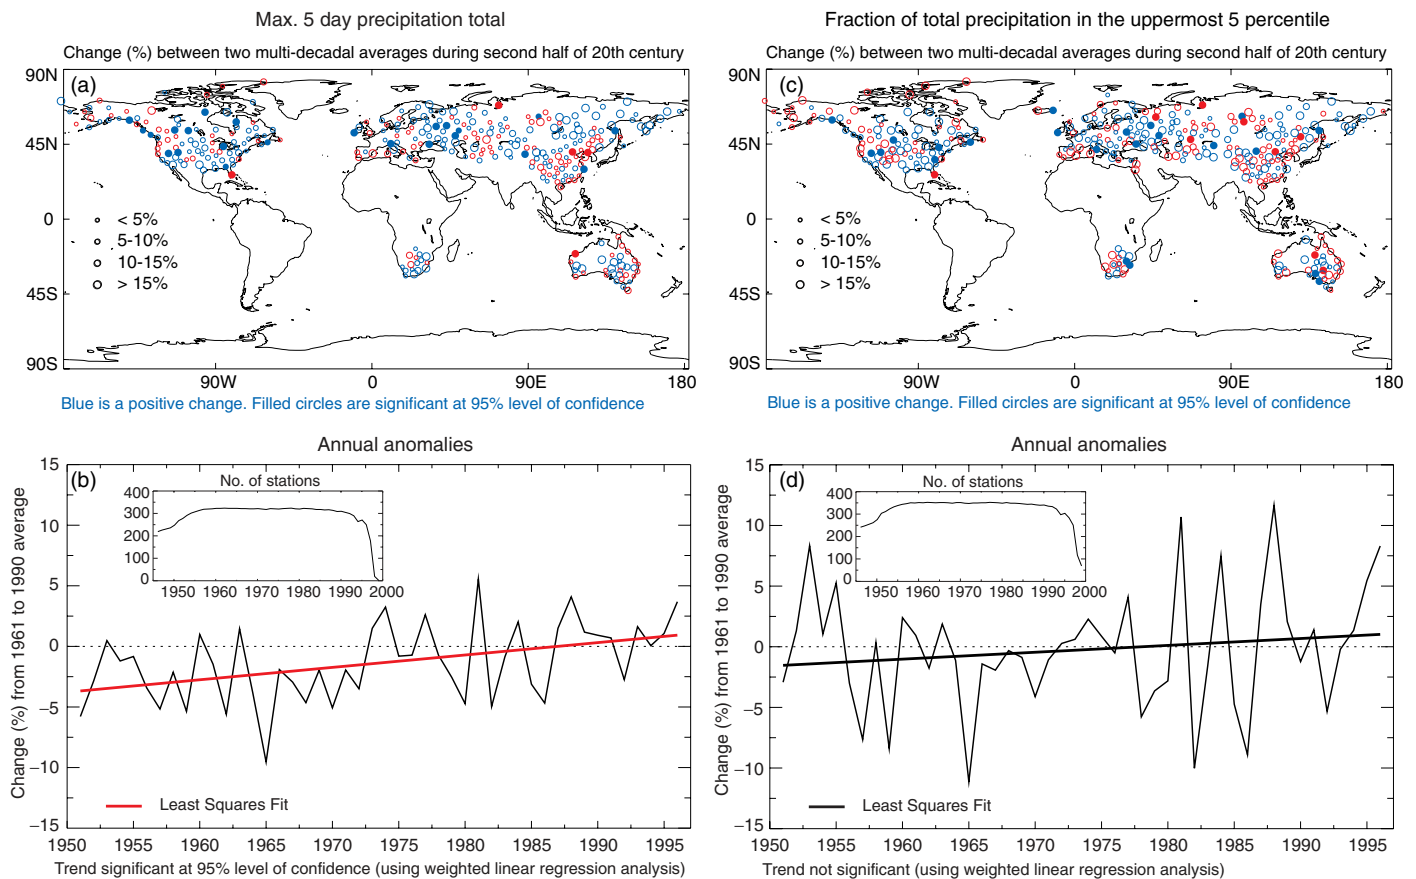 Max. 5 day precipitation total
Change (%) between two multi-decadal averages during second half of 20th century
(a)
90N
45N
0
45S
90S
< 5%
5-10%
10-15%
> 15%
90W 0 90E 180
Blue is a positive change. Filled circles are significant at 95% level of confidence
Fraction of total precipitation in the uppermost 5 percentile
Change (%) between two multi-decadal averages during second half of 20th century
(c)
90N
45N
0
45S
90S
< 5%
5-10%
10-15%
> 15%
90W 0 90E 180
Blue is a positive change. Filled circles are significant at 95% level of confidence
Annual anomalies
(b)
Change (%) from 1961 to 1990 average
15
10
5
0
−5
−10
−15
No. of stations
400
300
200
100
0
1950 1960 1970 1980 1990 2000
Least Squares Fit
1950 1955 1960 1965 1970 1975 1980 1985 1990 1995
Trend significant at 95% level of confidence (using weighted linear regression analysis)
Annual anomalies
(d)
Change (%) from 1961 to 1990 average
15
10
5
0
−5
−10
−15
No. of stations
400
300
200
100
0
1950 1960 1970 1980 1990 2000
Least Squares Fit
1950 1955 1960 1965 1970 1975 1980 1985 1990 1995
Trend not significant (using weighted linear regression analysis)